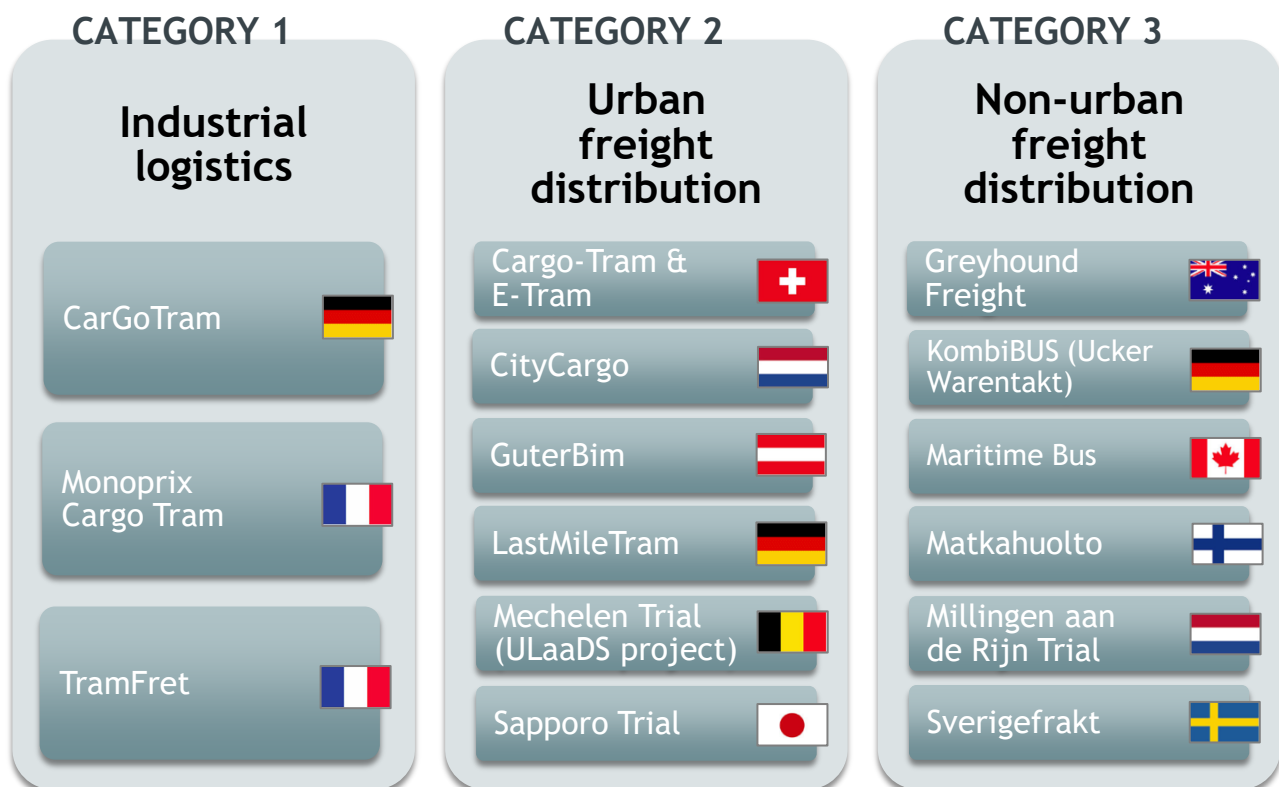 CATEGORY 1
Industrial
logistics
CarGoTram
Monoprix
Cargo Tram
TramFret
CATEGORY 2
Urban
freight
distribution
Cargo-Tram &
E-Tram
CityCargo
GuterBim
LastMileTram
Mechelen Trial
(ULaaDS project)
Sapporo Trial
CATEGORY 3
Non-urban
freight
distribution
Greyhound
Freight
KombiBUS (Ucker
Warentakt)
Maritime Bus
Matkahuolto
Millingen aan
de Rijn Trial
Sverigefrakt